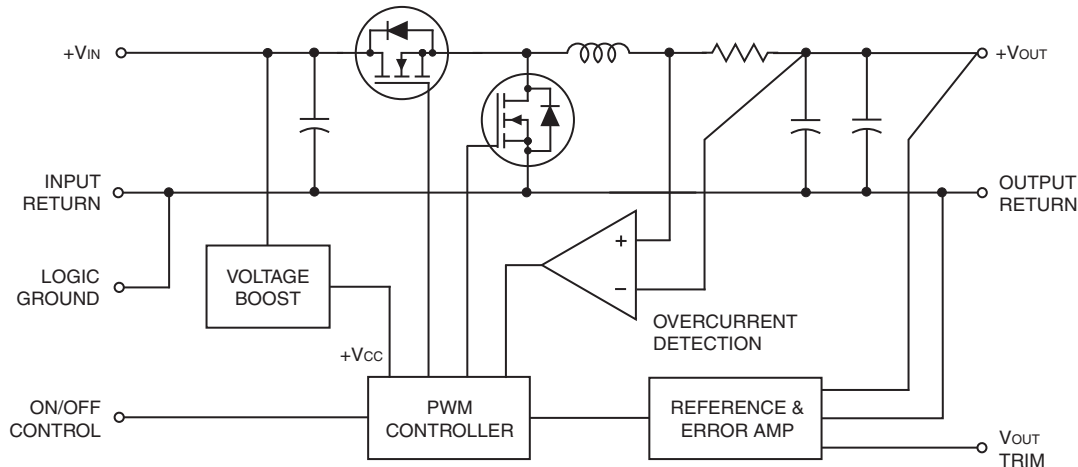 +VIN
+VOUT
INPUT
RETURN
OUTPUT
RETURN
LOGIC
GROUND
VOLTAGE
BOOST
+
−
OVERCURRENT
DETECTION
+VCC
ON/OFF
CONTROL
PWM
CONTROLLER
REFERENCE &
ERROR AMP
VOUT
TRIM